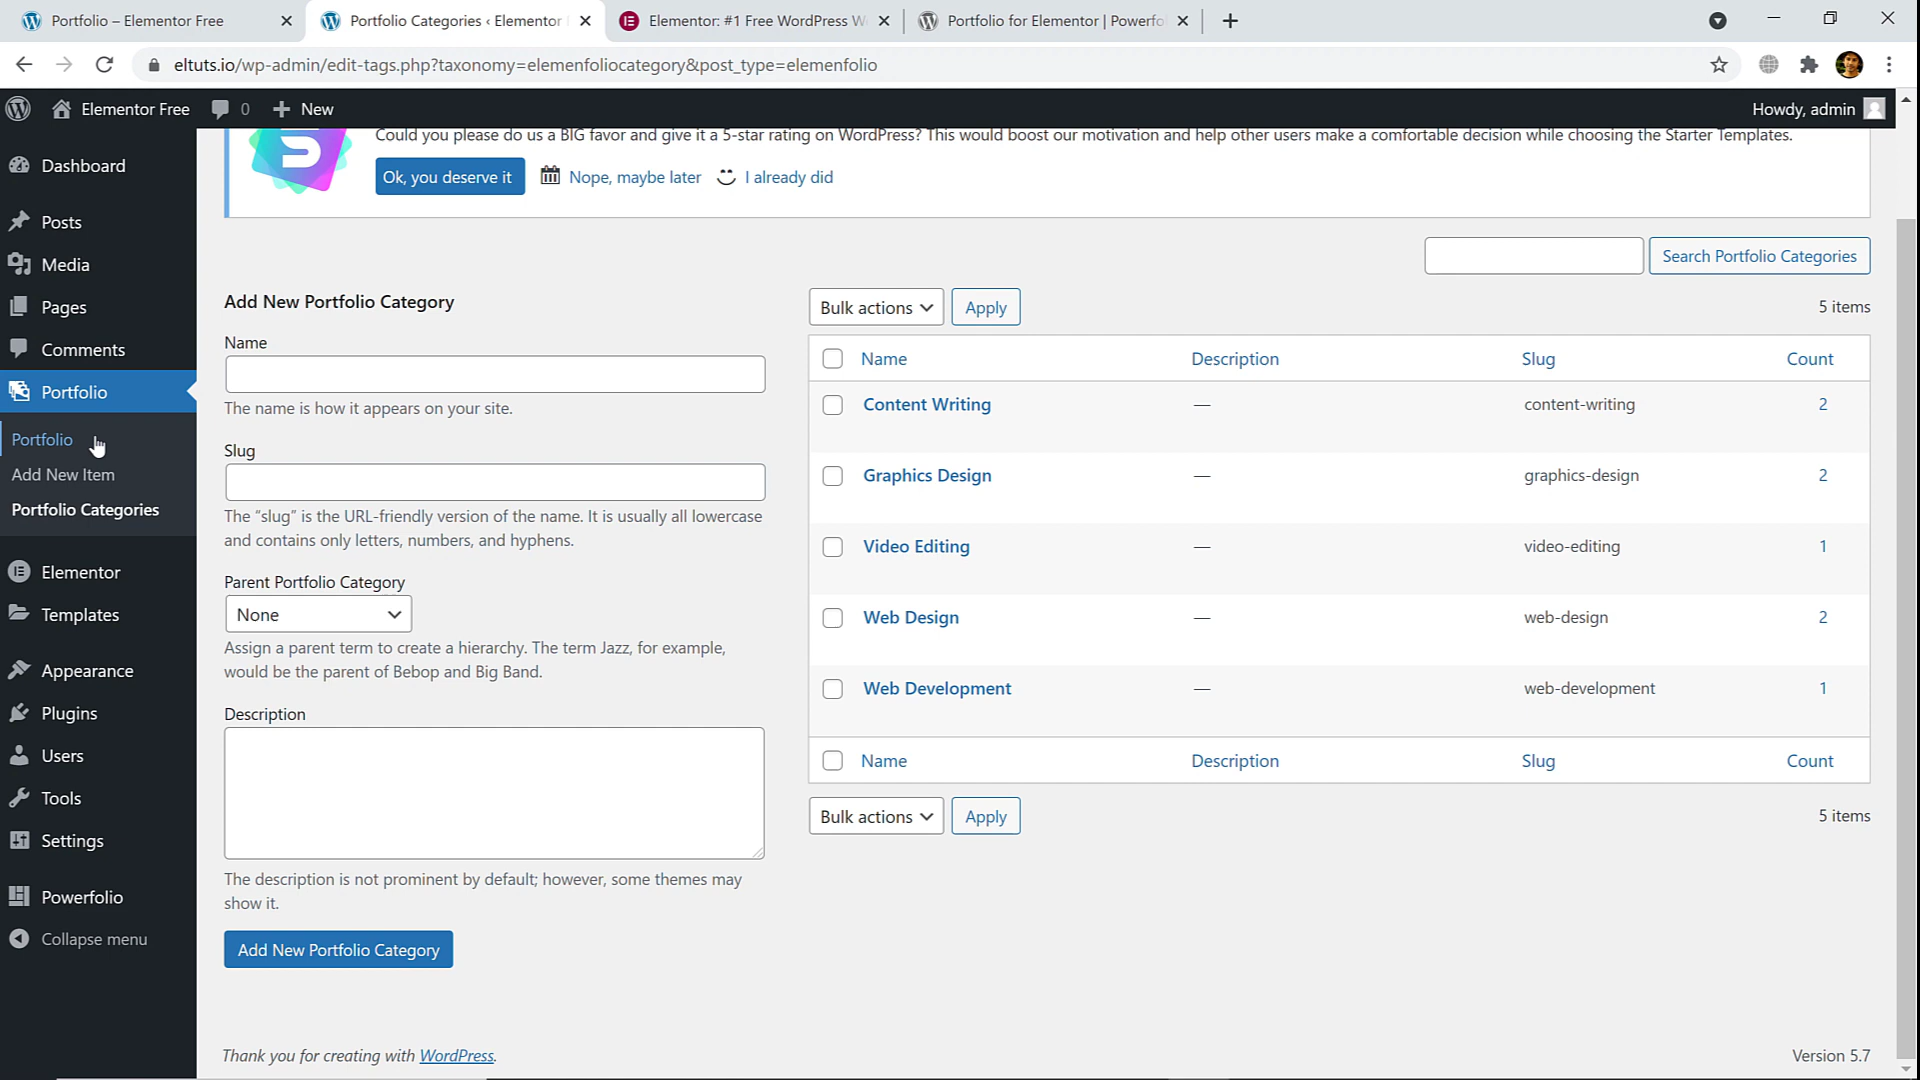 Portfolio – Elementor Free
Portfolio Categories ‹ Elementor
Elementor: #1 Free WordPress W
Portfolio for Elementor | Powerfo
eltuts.io/wp-admin/edit-tags.php?taxonomy=elemenfoliocategory&post_type=elemenfolio
Elementor Free
0
New
Howdy, admin
Could you please do us a BIG favor and give it a 5-star rating on WordPress? This would boost our motivation and help other users make a comfortable decision while choosing the Starter Templates.
Ok, you deserve it
Nope, maybe later
I already did
Dashboard
Posts
Media
Pages
Comments
Portfolio
Portfolio
Add New Item
Portfolio Categories
Elementor
Templates
Appearance
Plugins
Users
Tools
Settings
Powerfolio
Collapse menu
Search Portfolio Categories
Add New Portfolio Category
Name
The name is how it appears on your site.
Slug
The “slug” is the URL-friendly version of the name. It is usually all lowercase
and contains only letters, numbers, and hyphens.
Parent Portfolio Category
None
Assign a parent term to create a hierarchy. The term Jazz, for example,
would be the parent of Bebop and Big Band.
Description
The description is not prominent by default; however, some themes may
show it.
Add New Portfolio Category
Bulk actions
Apply
5 items
Name Description Slug Count
Content Writing — content-writing 2
Graphics Design — graphics-design 2
Video Editing — video-editing 1
Web Design — web-design 2
Web Development — web-development 1
Name Description Slug Count
Bulk actions
Apply
5 items
Thank you for creating with WordPress.
Version 5.7